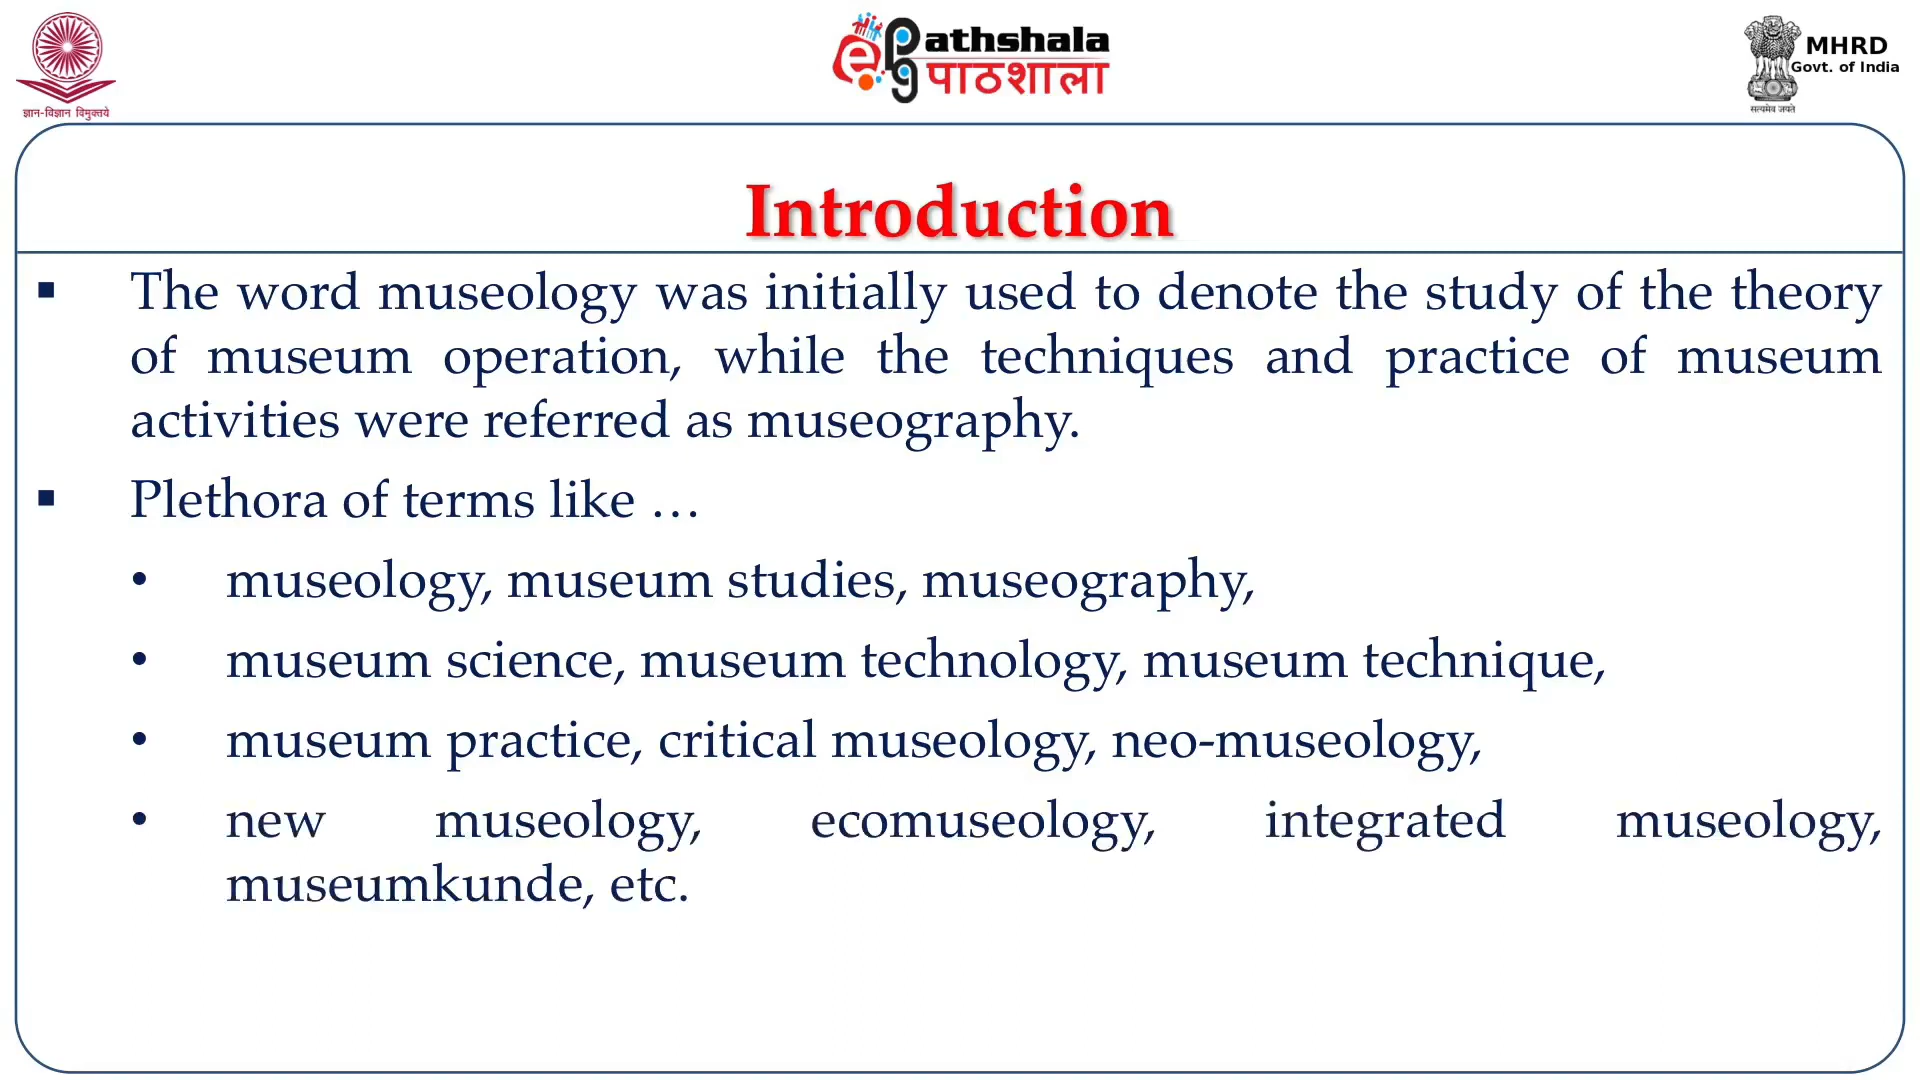 ज्ञान-विज्ञान विमुक्तये
ePG Pathshala
पाठशाला
MHRD
Govt. of India
सत्यमेव जयते
Introduction
▪ The word museology was initially used to denote the study of the theory
of museum operation, while the techniques and practice of museum
activities were referred as museography.
▪ Plethora of terms like …
• museology, museum studies, museography,
• museum science, museum technology, museum technique,
• museum practice, critical museology, neo-museology,
• new museology, ecomuseology, integrated museology,
museumkunde, etc.